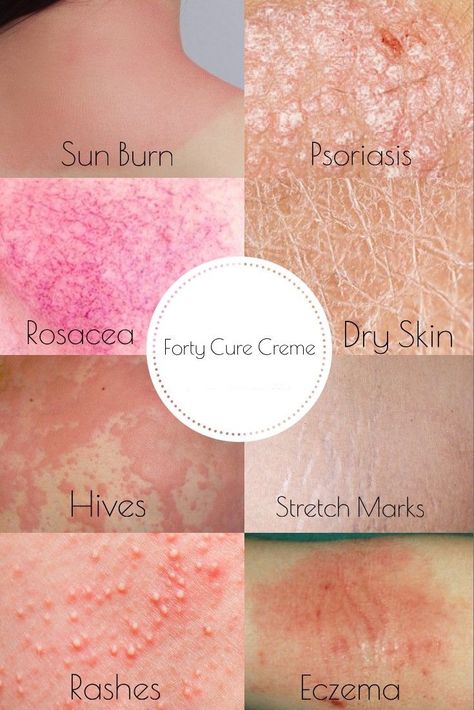 Sun Burn
Psoriasis
Rosacea
Dry Skin
Forty Cure Creme
Hives
Stretch Marks
Rashes
Eczema